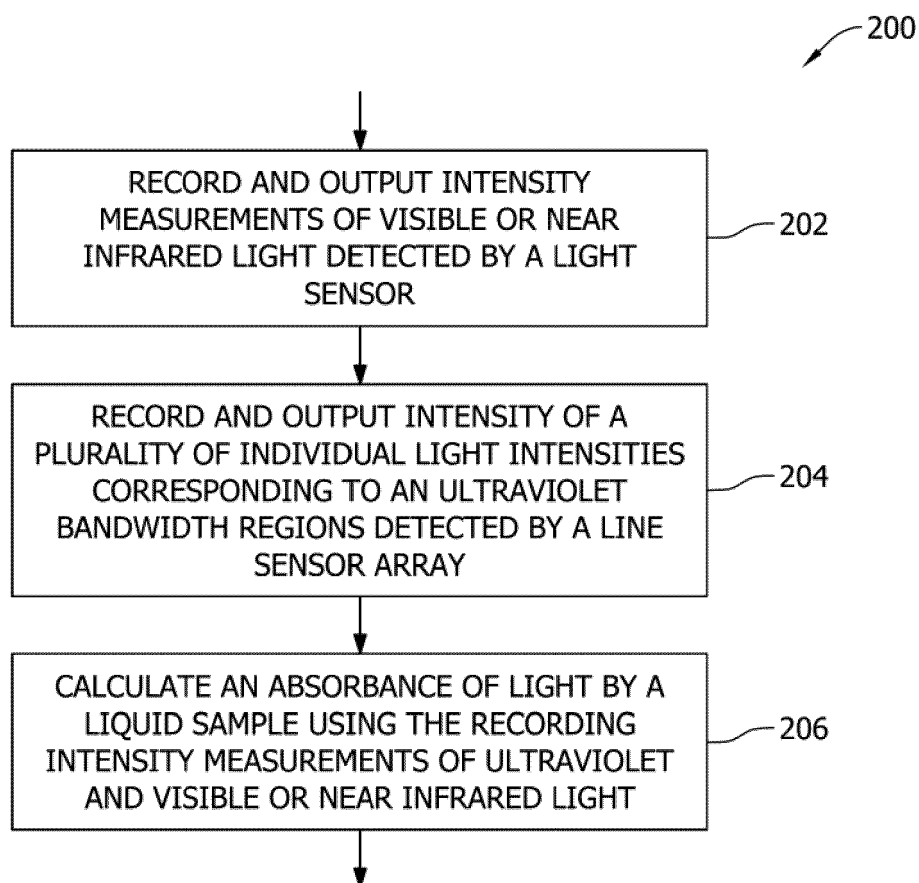 200
RECORD AND OUTPUT INTENSITY
MEASUREMENTS OF VISIBLE OR NEAR
INFRARED LIGHT DETECTED BY A LIGHT
SENSOR
202
RECORD AND OUTPUT INTENSITY OF A
PLURALITY OF INDIVIDUAL LIGHT INTENSITIES
CORRESPONDING TO AN ULTRAVIOLET
BANDWIDTH REGIONS DETECTED BY A LINE
SENSOR ARRAY
204
CALCULATE AN ABSORBANCE OF LIGHT BY A
LIQUID SAMPLE USING THE RECORDING
INTENSITY MEASUREMENTS OF ULTRAVIOLET
AND VISIBLE OR NEAR INFRARED LIGHT
206